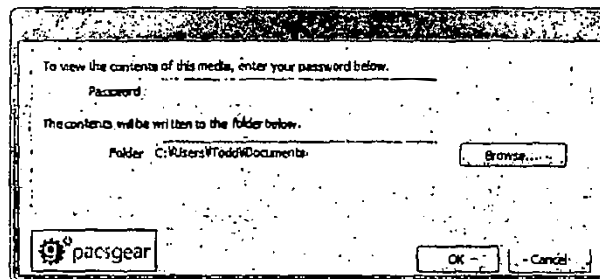 To view the contents of this media, enter your password below.
Password
The contents will be written to the folder below.
Folder C:\Users\Todd\Documents
Browse...
pacsgear
OK
Cancel